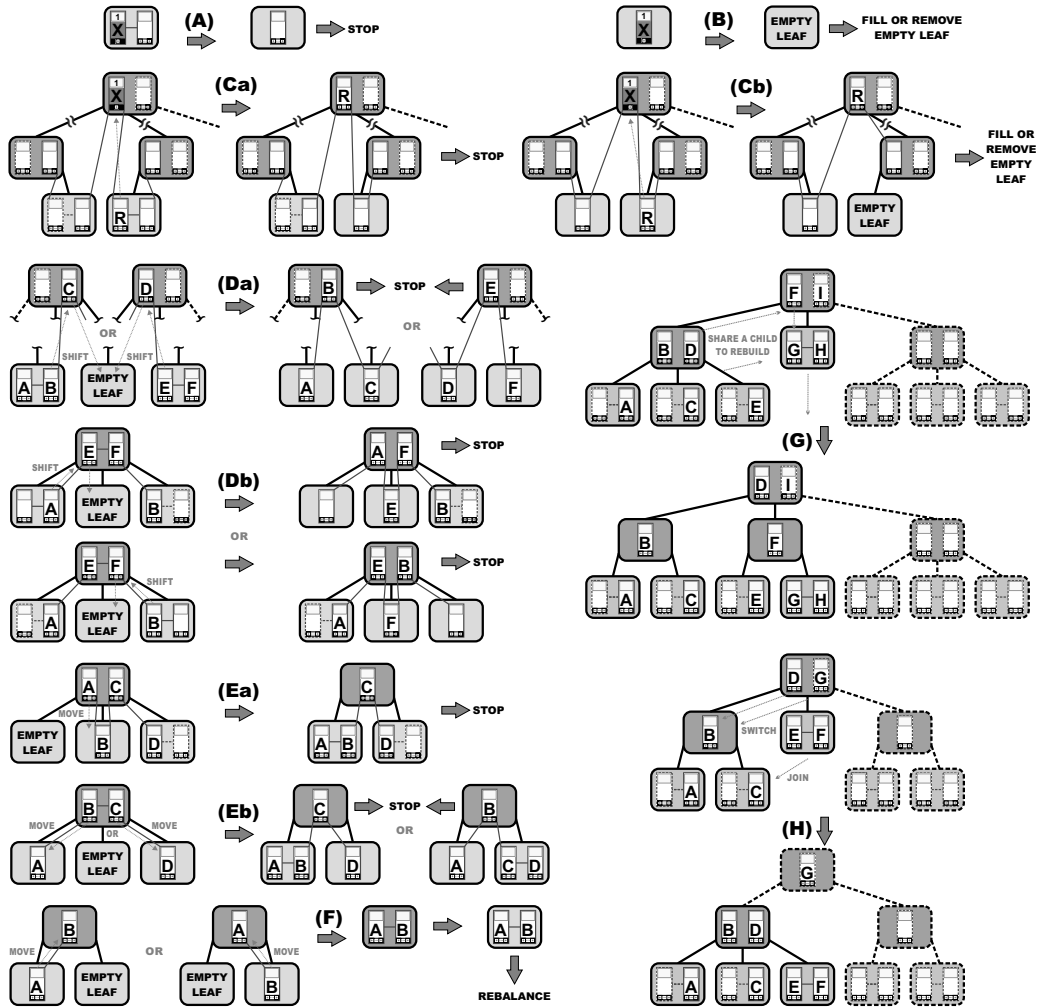 (A)
1
X
STOP
(B)
1
X
EMPTY
LEAF
FILL OR REMOVE
EMPTY LEAF
(Ca)
1
X
R
R
STOP
(Cb)
1
X
R
R
EMPTY
LEAF
FILL OR
REMOVE
EMPTY
LEAF
(Da)
C
D
B
STOP
E
OR
OR
SHIFT
SHIFT
A B
EMPTY
LEAF
E F
A
C
D
F
(Db)
E F
A F
STOP
SHIFT
A
EMPTY
LEAF
B
E
B
OR
E F
E B
STOP
SHIFT
A
EMPTY
LEAF
B
A
F
(Ea)
A C
C
STOP
MOVE
EMPTY
LEAF
B
D
A B
D
(Eb)
B C
C
STOP
B
MOVE
OR
MOVE
OR
A
EMPTY
LEAF
D
A B
D
A
C D
(F)
B
A
A B
A B
MOVE
OR
MOVE
A
EMPTY
LEAF
EMPTY
LEAF
B
REBALANCE
F I
SHARE A CHILD
TO REBUILD
B D
G H
A
C
E
(G)
D I
B
F
A
C
E
G H
D G
SWITCH
B
E F
JOIN
A
C
(H)
G
B D
A
C
E F